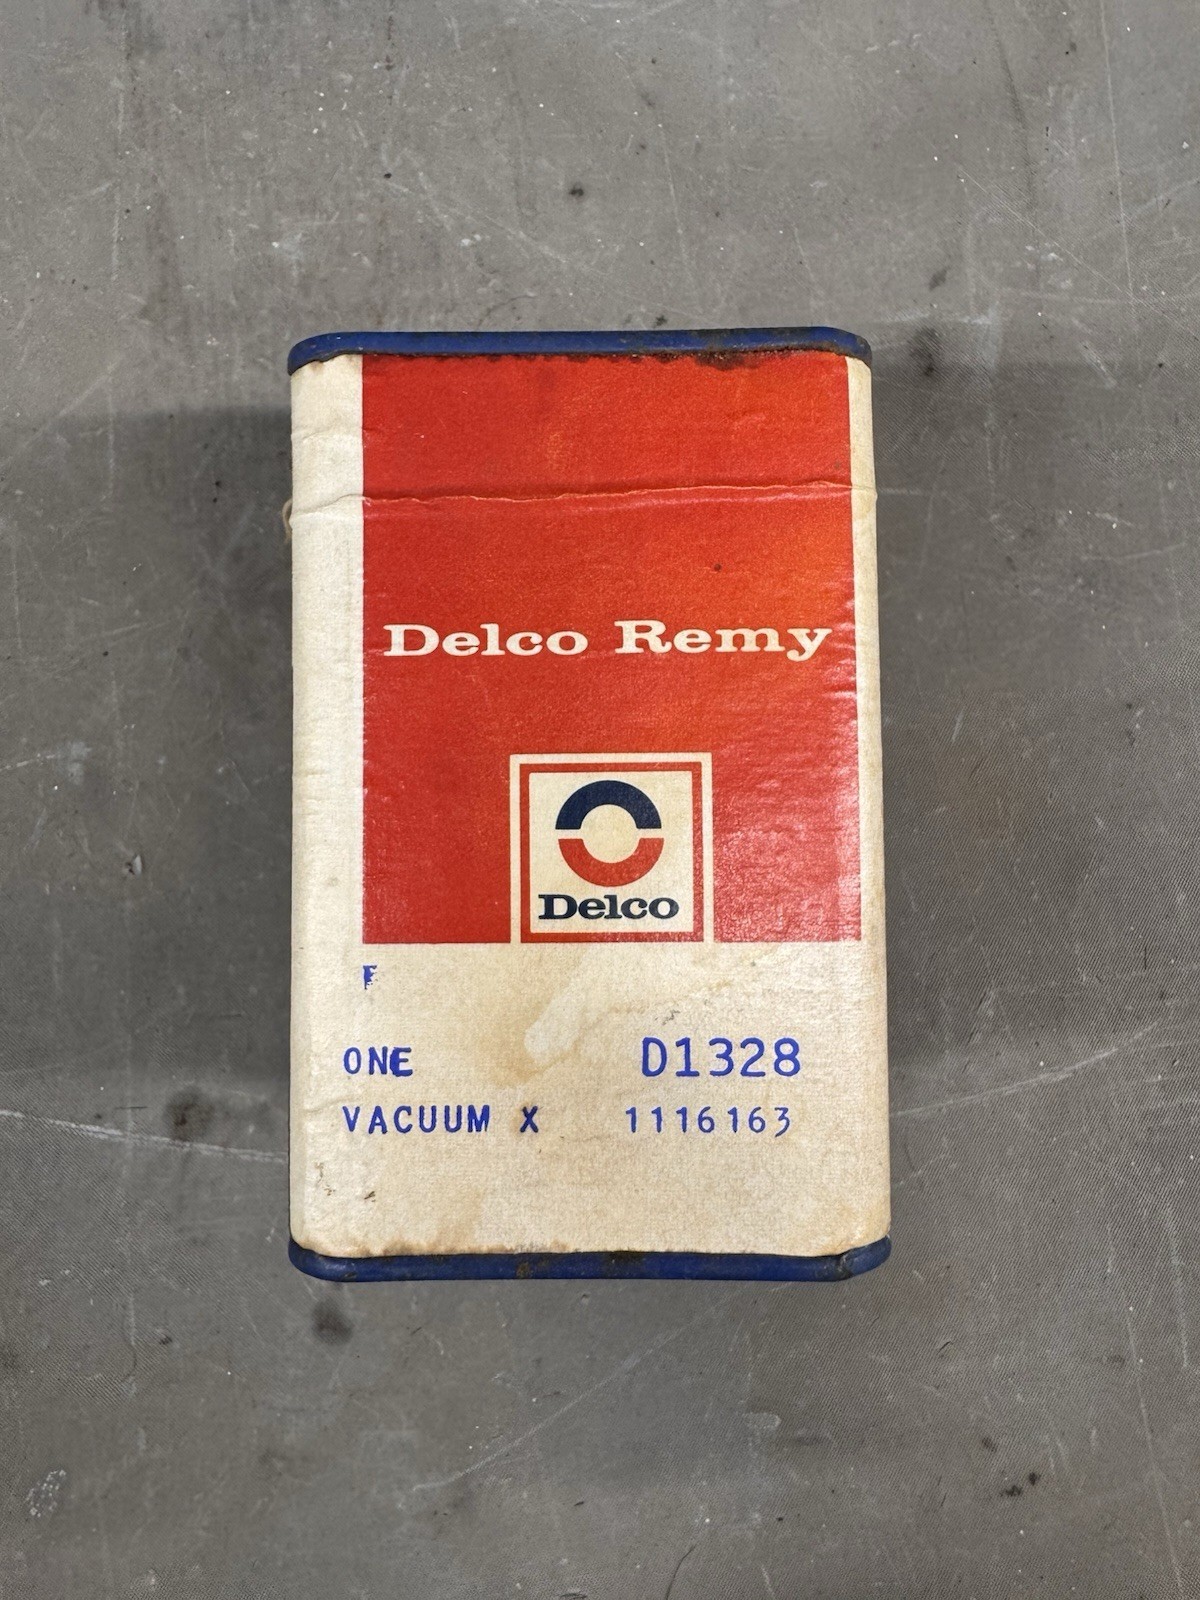 Delco Remy
Delco
F
ONE D1328
VACUUM X 1116163